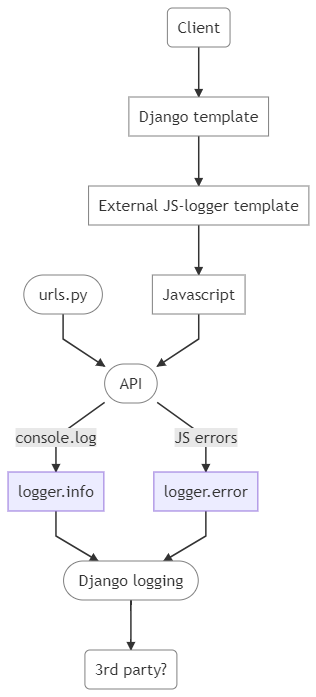 Client
Django template
External JS-logger template
urls.py
Javascript
API
console.log
JS errors
logger.info
logger.error
Django logging
3rd party?